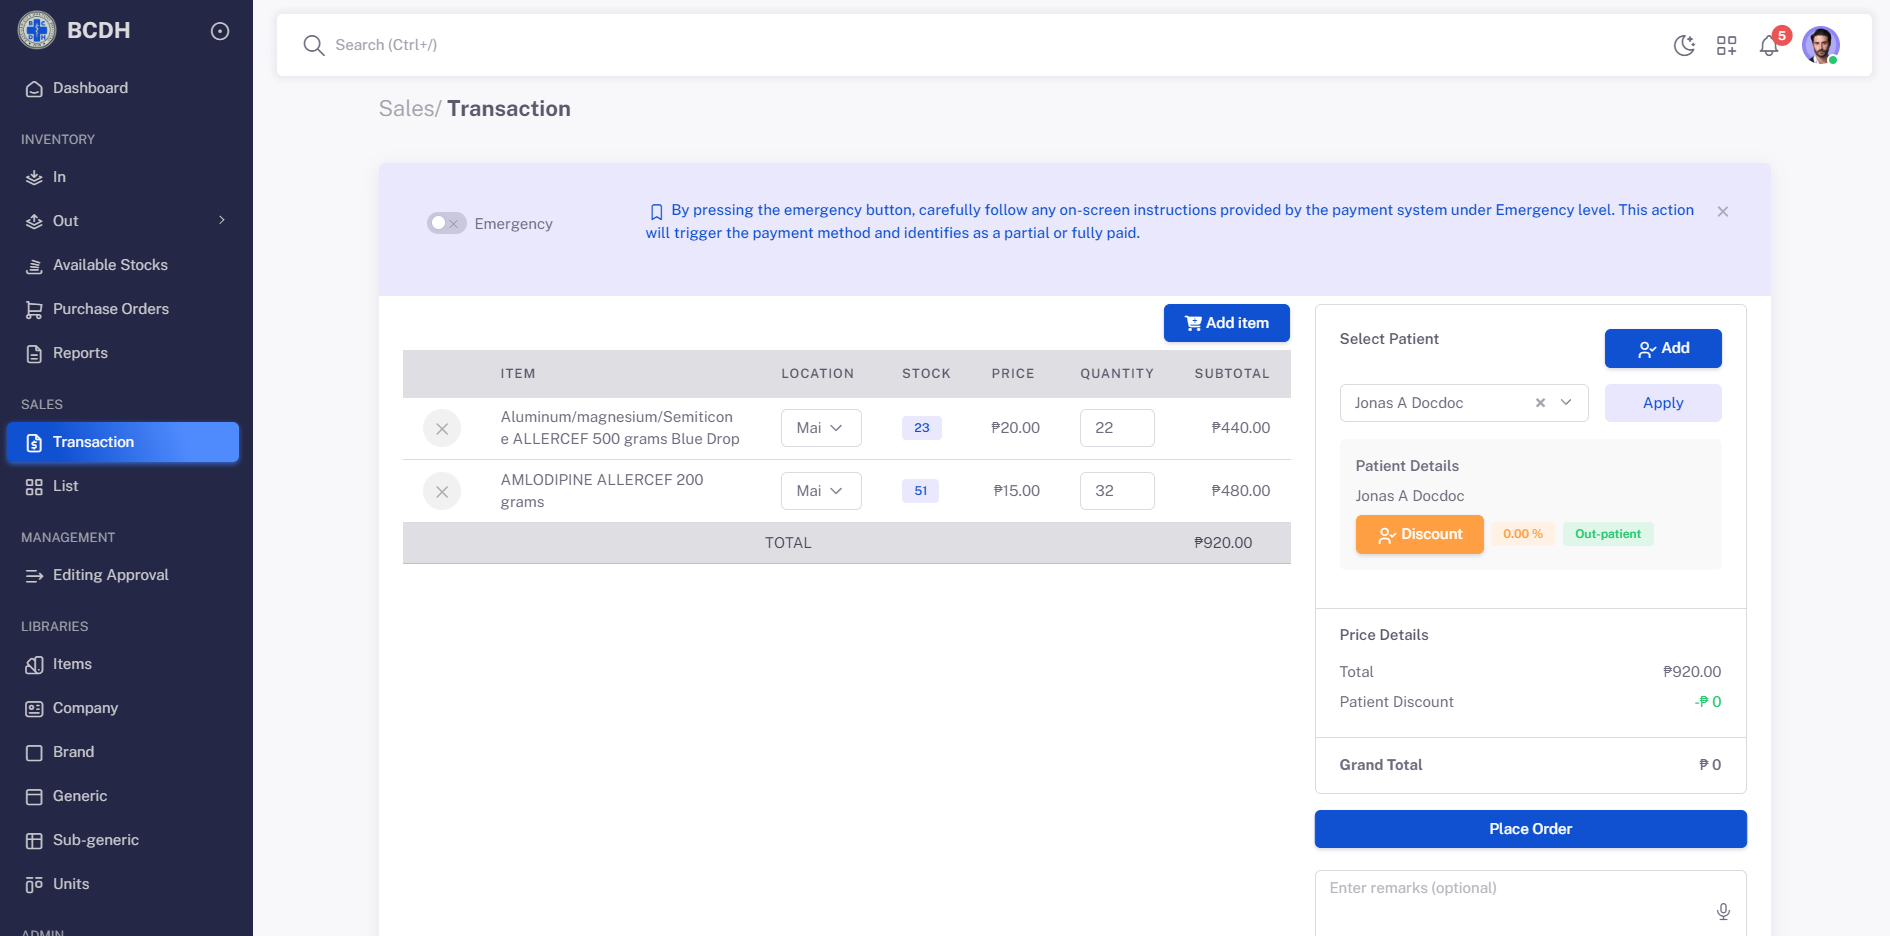 BCDH
Dashboard
INVENTORY
In
Out
Available Stocks
Purchase Orders
Reports
SALES
Transaction
List
MANAGEMENT
Editing Approval
LIBRARIES
Items
Company
Brand
Generic
Sub-generic
Units
ADMIN
Search (Ctrl+/)
5
Sales/ Transaction
Emergency
By pressing the emergency button, carefully follow any on-screen instructions provided by the payment system under Emergency level. This action
will trigger the payment method and identifies as a partial or fully paid.
Add item
ITEM LOCATION STOCK PRICE QUANTITY SUBTOTAL
Aluminum/magnesium/Semiticon
e ALLERCEF 500 grams Blue Drop
Mai 23 ₱20.00 22 ₱440.00
AMLODIPINE ALLERCEF 200
grams
Mai 51 ₱15.00 32 ₱480.00
TOTAL ₱920.00
Select Patient
Add
Jonas A Docdoc
Apply
Patient Details
Jonas A Docdoc
Discount 0.00 % Out-patient
Price Details
Total ₱920.00
Patient Discount -₱ 0
Grand Total ₱ 0
Place Order
Enter remarks (optional)